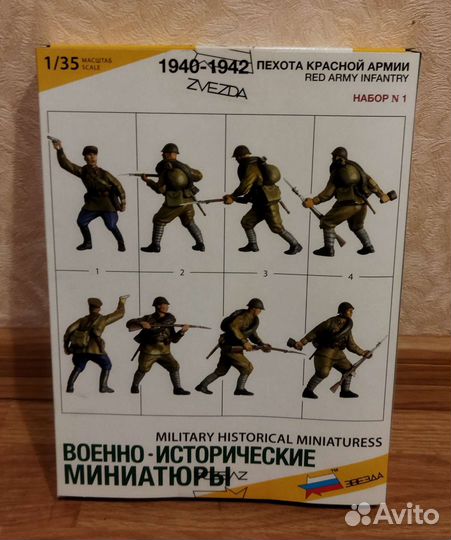 1/35 МАСШТАБ
SCALE
1940-1942 ПЕХОТА КРАСНОЙ АРМИИ
RED ARMY INFANTRY
ZVEZDA
НАБОР N 1
1 2 3 4
MILITARY HISTORICAL MINIATURESS
ВОЕННО-ИСТОРИЧЕСКИЕ
МИНИАТЮРЫ
ЗВЕЗДА
TM
Avito